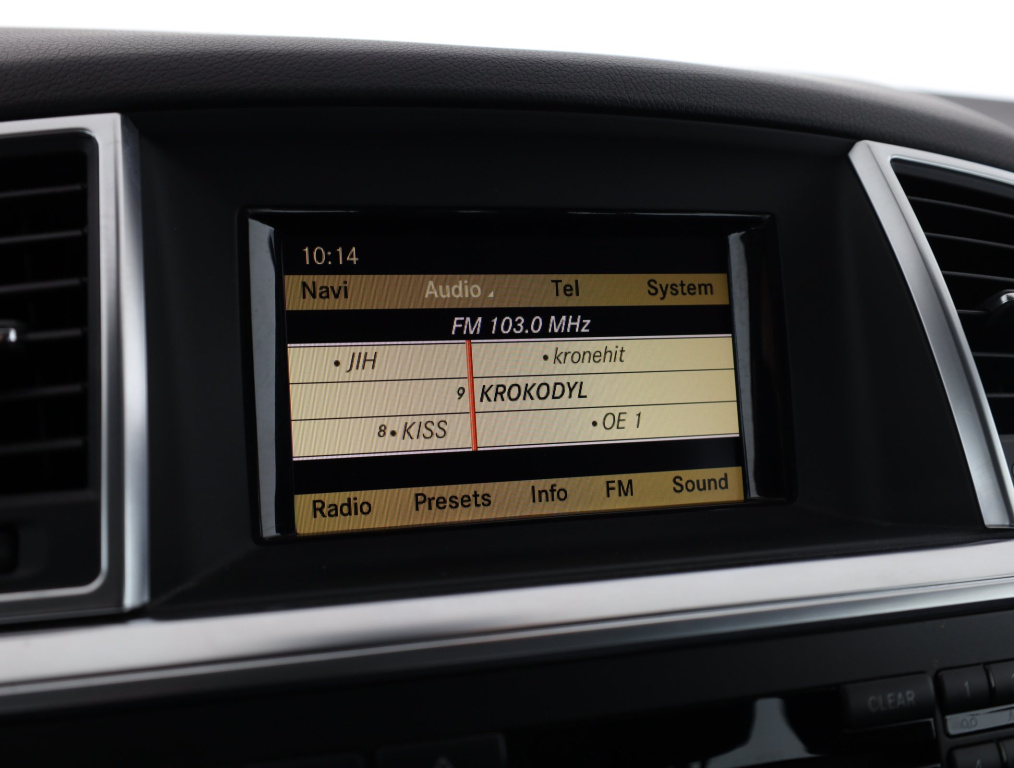 10:14
Navi Audio Tel System
FM 103.0 MHz
• JIH • kronehit
9 KROKODYL
8 • KISS • OE 1
Radio Presets Info FM Sound
CLEAR 1